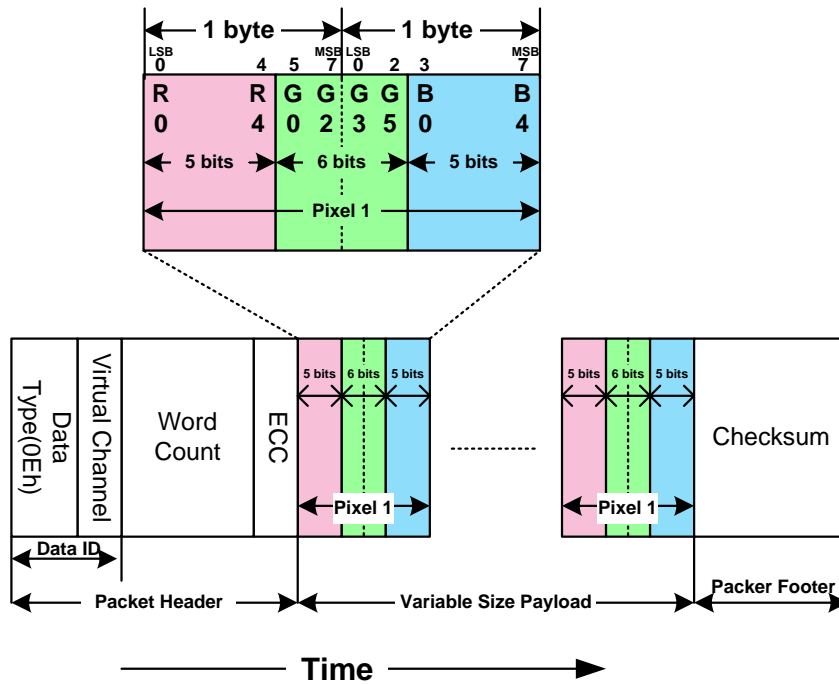 1 byte 1 byte
LSB MSB LSB MSB
0 4 5 7 0 2 3 7
R R G G G G B B
0 4 0 2 3 5 0 4
5 bits 6 bits 5 bits
Pixel 1
Data Type(0Eh)
Virtual Channel
Word Count
ECC
5 bits 6 bits 5 bits
Pixel 1
5 bits 6 bits 5 bits
Pixel 1
Checksum
Data ID
Packet Header
Variable Size Payload
Packer Footer
Time